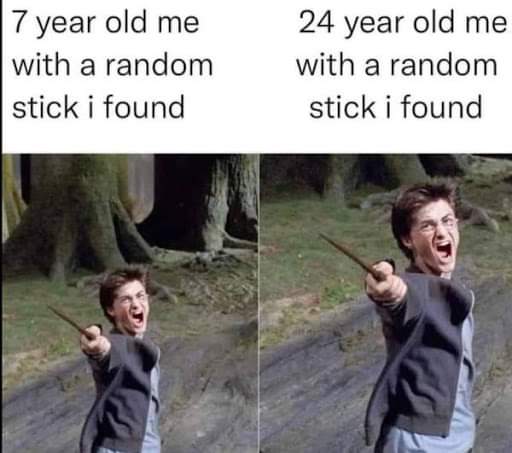 7 year old me
with a random
stick i found
24 year old me
with a random
stick i found